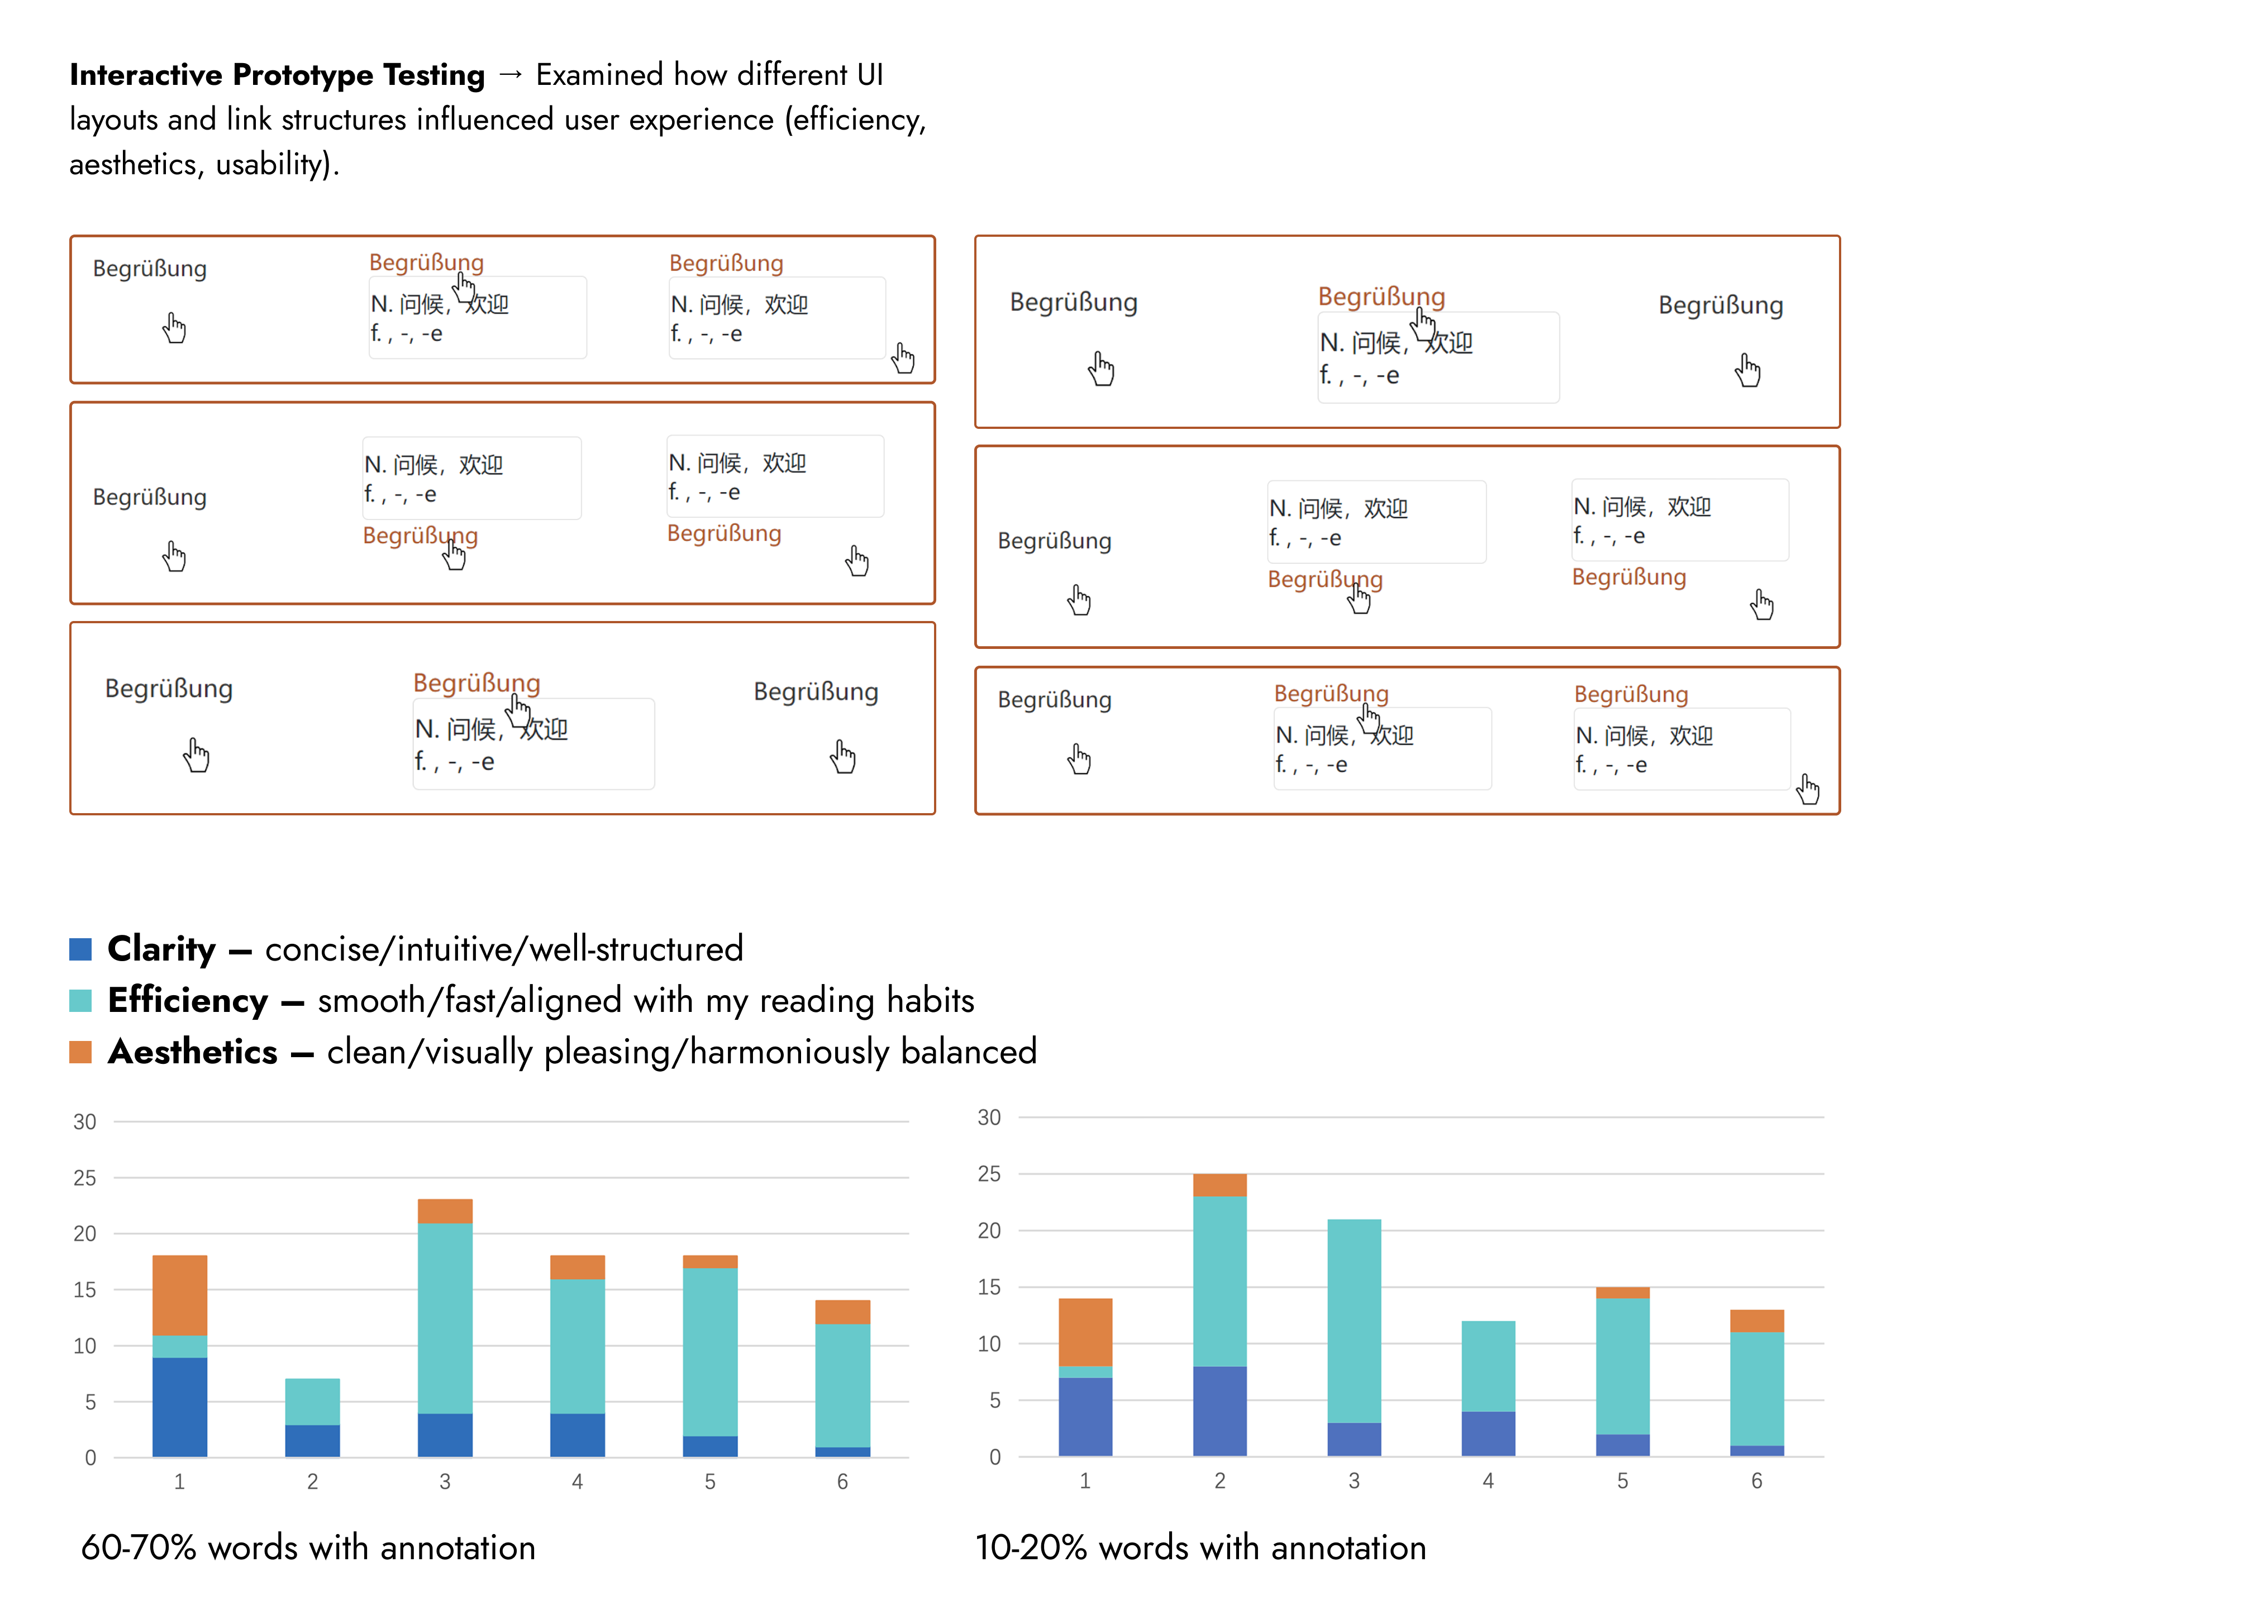 Interactive Prototype Testing → Examined how different UI
layouts and link structures influenced user experience (efficiency,
aesthetics, usability).
Begrüßung
Begrüßung
N. 问候，欢迎
f. , -, -e
Begrüßung
N. 问候，欢迎
f. , -, -e
Begrüßung
N. 问候，欢迎
f. , -, -e
Begrüßung
N. 问候，欢迎
f. , -, -e
Begrüßung
Begrüßung
Begrüßung
N. 问候，欢迎
f. , -, -e
Begrüßung
Begrüßung
Begrüßung
N. 问候，欢迎
f. , -, -e
Begrüßung
Begrüßung
N. 问候，欢迎
f. , -, -e
Begrüßung
N. 问候，欢迎
f. , -, -e
Begrüßung
Begrüßung
Begrüßung
N. 问候，欢迎
f. , -, -e
Begrüßung
N. 问候，欢迎
f. , -, -e
Clarity – concise/intuitive/well-structured
Efficiency – smooth/fast/aligned with my reading habits
Aesthetics – clean/visually pleasing/harmoniously balanced
30
25
20
15
10
5
0
1 2 3 4 5 6
60-70% words with annotation
30
25
20
15
10
5
0
1 2 3 4 5 6
10-20% words with annotation